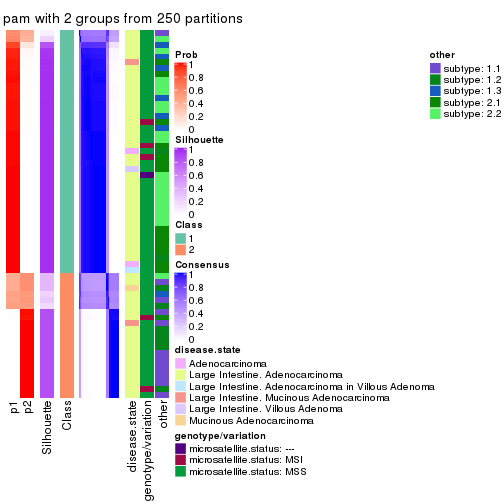 pam with 2 groups from 250 partitions
Prob
1
0.8
0.6
0.4
0.2
0
Silhouette
1
0.8
0.6
0.4
0.2
0
Class
1
2
Consensus
1
0.8
0.6
0.4
0.2
0
disease.state
Adenocarcinoma
Large Intestine, Adenocarcinoma
Large Intestine, Adenocarcinoma in Villous Adenoma
Large Intestine, Mucinous Adenocarcinoma
Large Intestine, Villous Adenoma
Mucinous Adenocarcinoma
genotype/variation
microsatellite.status: ---
microsatellite.status: MSI
microsatellite.status: MSS
other
subtype: 1.1
subtype: 1.2
subtype: 1.3
subtype: 2.1
subtype: 2.2
p1
p2
Silhouette
Class
disease.state
genotype/variation
other